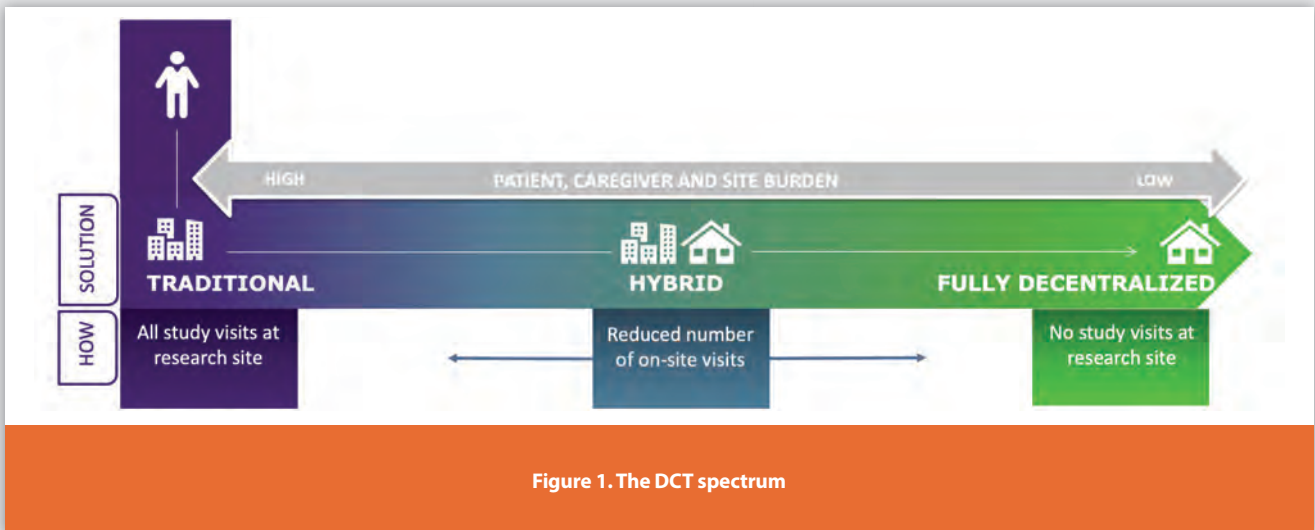 HIGH
PATIENT, CAREGIVER AND SITE BURDEN
LOW
SOLUTION
TRADITIONAL
HYBRID
FULLY DECENTRALIZED
HOW
All study visits at
research site
Reduced number
of on-site visits
No study visits at
research site
Figure 1. The DCT spectrum